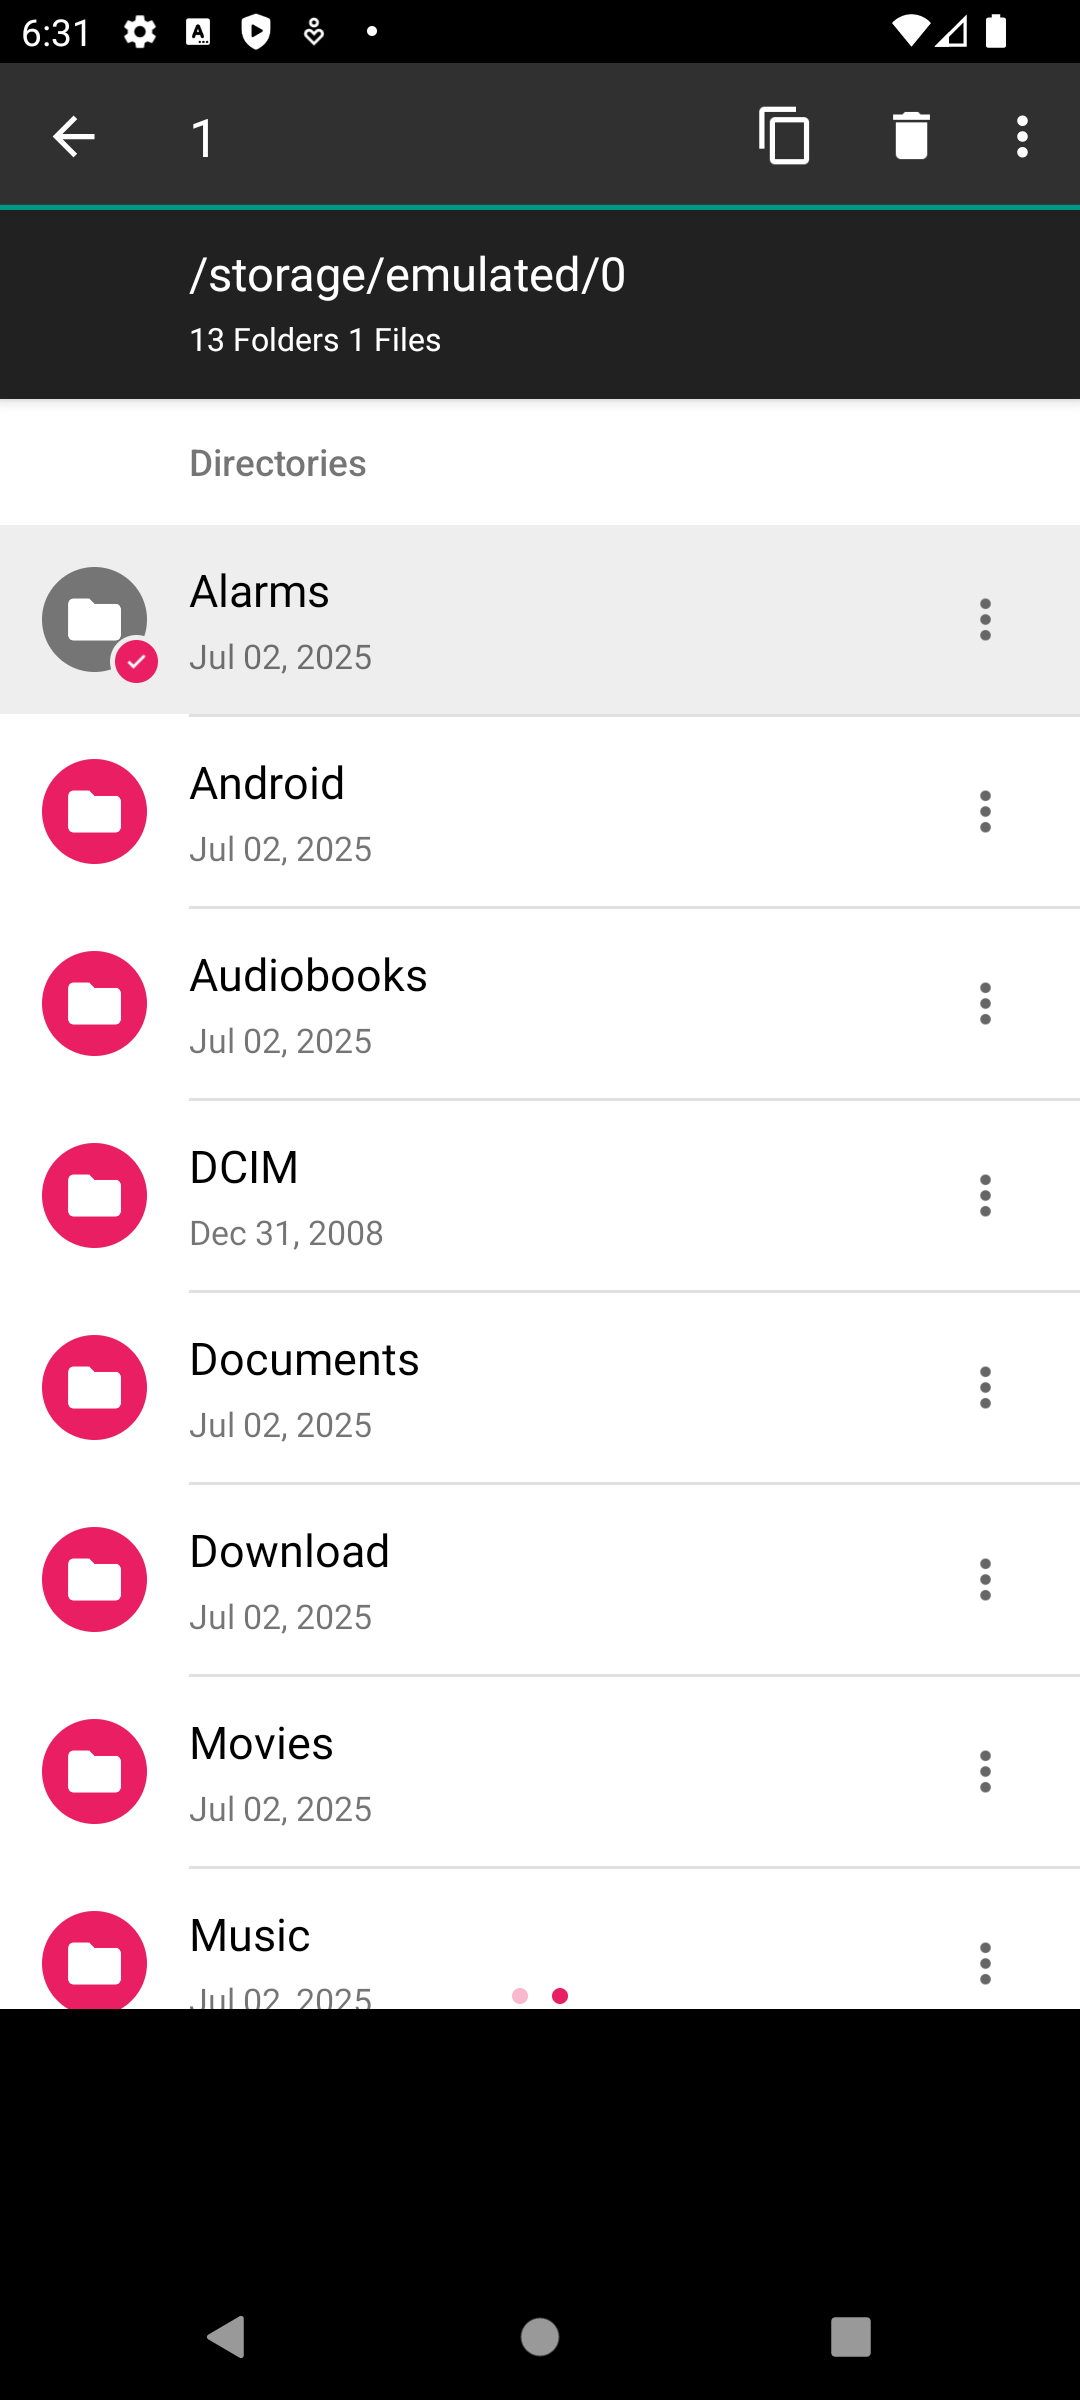 6:31
1
/storage/emulated/0
13 Folders 1 Files
Directories
Alarms
Jul 02, 2025
Android
Jul 02, 2025
Audiobooks
Jul 02, 2025
DCIM
Dec 31, 2008
Documents
Jul 02, 2025
Download
Jul 02, 2025
Movies
Jul 02, 2025
Music
Jul 02, 2025